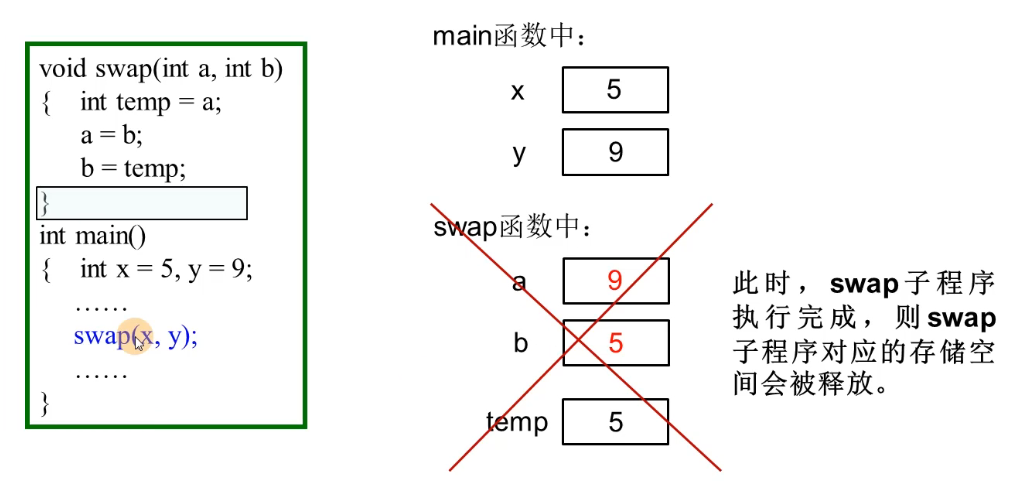 void swap(int a, int b)
{ int temp = a;
a = b;
b = temp;
}
int main()
{ int x = 5, y = 9;
……
swap(x, y);
……
}
main函数中：
x 5
y 9
swap函数中：
a 9
b 5
temp 5
此时，swap子程序
执行完成，则swap
子程序对应的存储空
间会被释放。